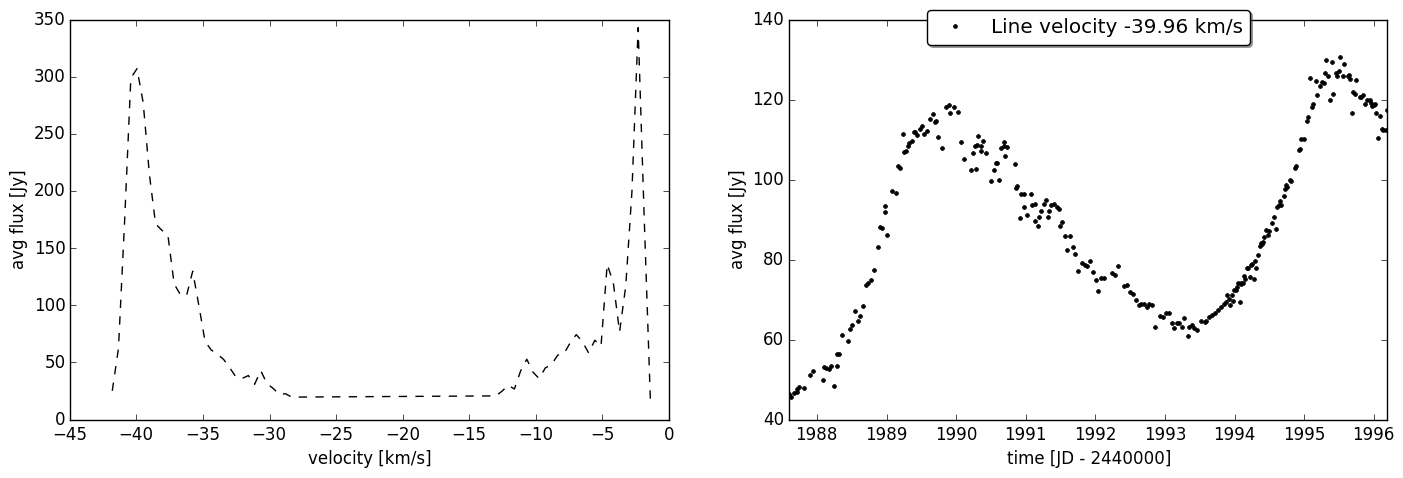 350
300
250
200
150
100
50
0
avg flux [Jy]
−45 −40 −35 −30 −25 −20 −15 −10 −5 0
velocity [km/s]
Line velocity -39.96 km/s
140
120
100
80
60
40
avg flux [Jy]
1988 1989 1990 1991 1992 1993 1994 1995 1996
time [JD - 2440000]